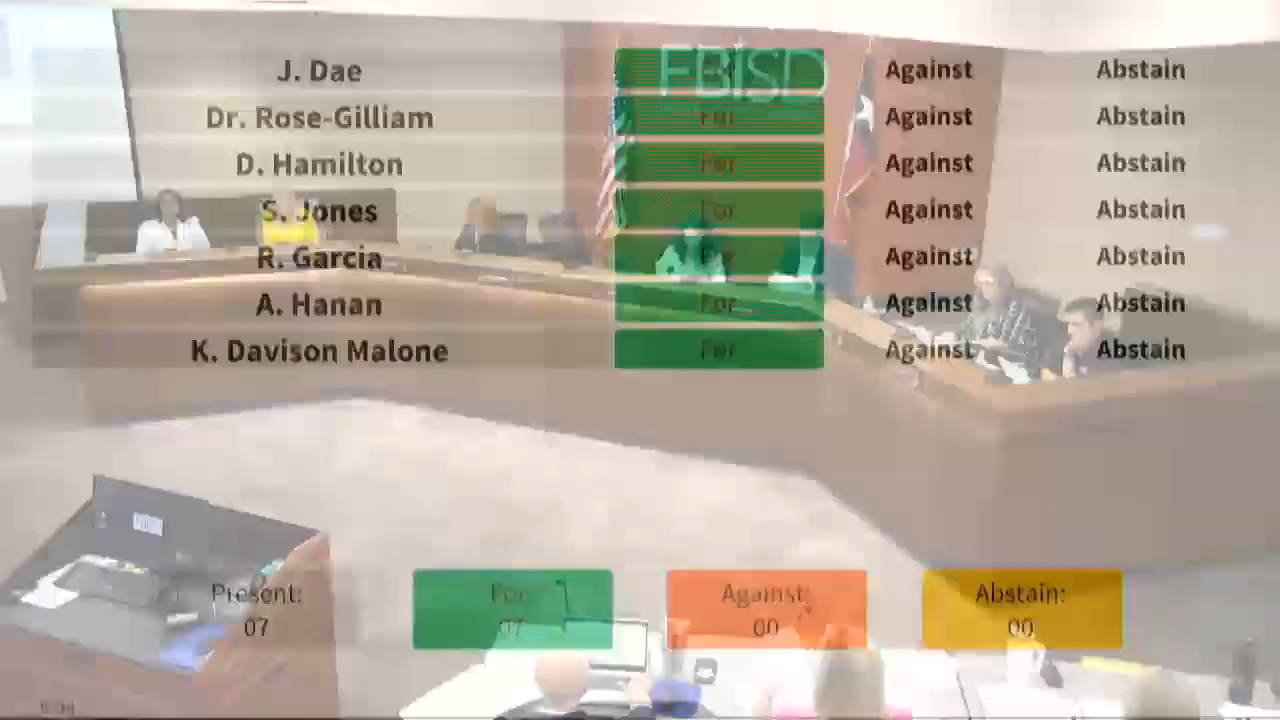 FBISD
J. Dae Against Abstain
Dr. Rose-Gilliam For Against Abstain
D. Hamilton For Against Abstain
S. Jones For Against Abstain
R. Garcia For Against Abstain
A. Hanan For Against Abstain
K. Davison Malone For Against Abstain
Present: For: Against: Abstain:
07 07 00 00